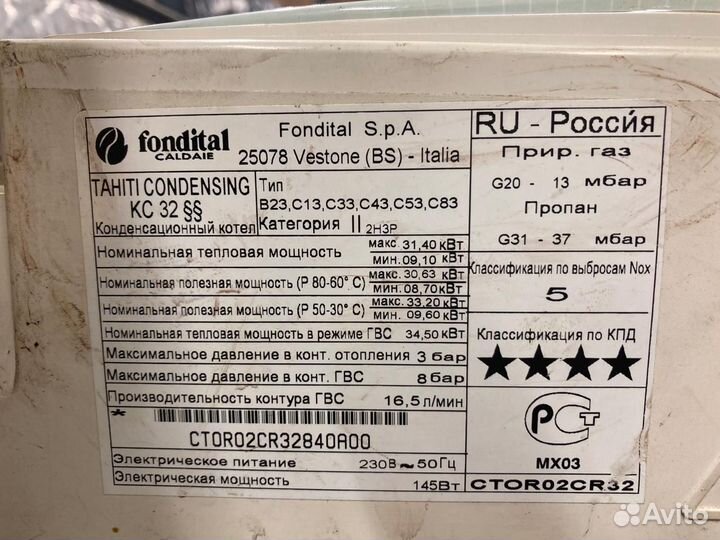 fondital
CALDAIE
Fondital S.p.A.
25078 Vestone (BS) - Italia
RU - Россия
Прир. газ
G20 - 13 мбар
Пропан
G31 - 37 мбар
TAHITI CONDENSING
KC 32 §§
Конденсационный котел
Тип
B23,C13,C33,C43,C53,C83
Категория II 2H3P
Номинальная тепловая мощность макс 31,40 кВт
мин. 09,10 кВт
Номинальная полезная мощность (P 80-60° C) макс. 30,63 кВт
мин. 08,70 кВт
Номинальная полезная мощность (P 50-30° C) макс. 33,20 кВт
мин. 09,60 кВт
Номинальная тепловая мощность в режиме ГВС 34,50 кВт
Максимальное давление в конт. отопления 3 бар
Максимальное давление в конт. ГВС 8 бар
Производительность контура ГВС 16,5 л/мин
* *
CTOR02CR32840A00
Электрическое питание 230В ~ 50Гц
Электрическая мощность 145Вт
Классификация по выбросам Nox
5
Классификация по КПД
★★★★
РСТ
MX03
CTOR02CR32
Avito